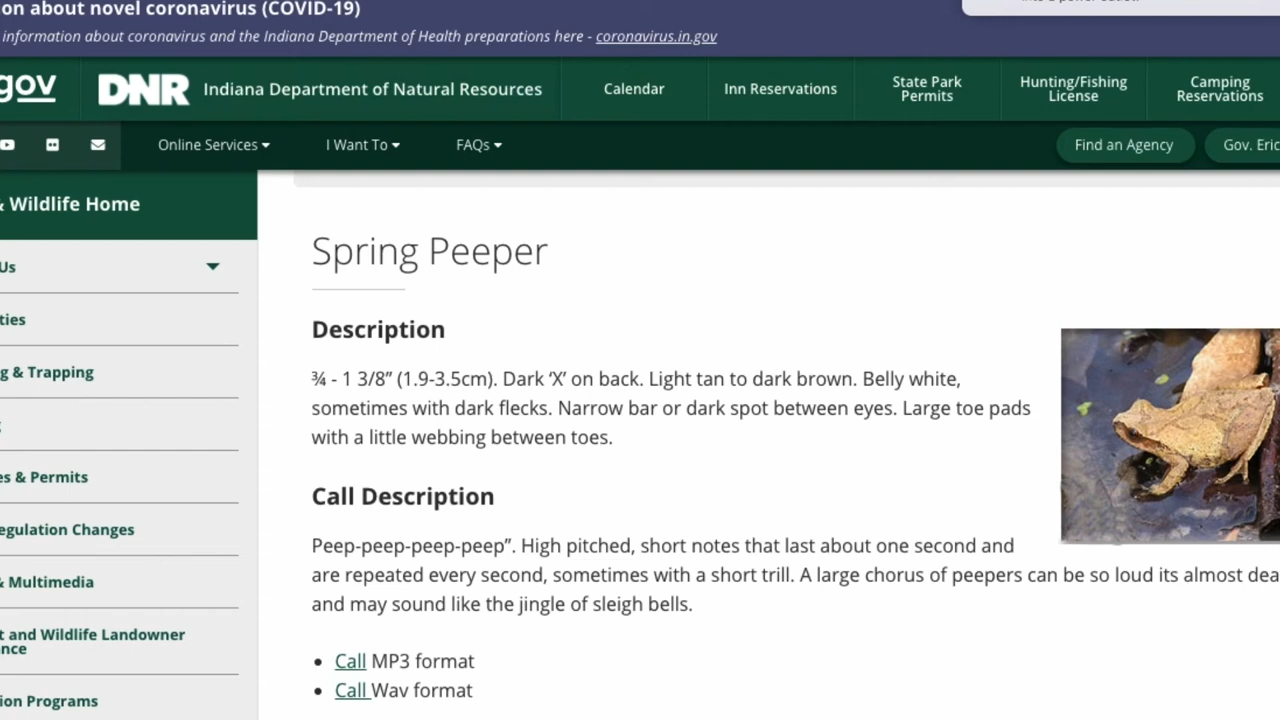 on about novel coronavirus (COVID-19)
information about coronavirus and the Indiana Department of Health preparations here - coronavirus.in.gov
gov
DNR Indiana Department of Natural Resources
Calendar
Inn Reservations
State Park
Permits
Hunting/Fishing
License
Camping
Reservations
Online Services
I Want To
FAQs
Find an Agency
Gov. Eric
& Wildlife Home
Us
ties
g & Trapping
es & Permits
egulation Changes
& Multimedia
t and Wildlife Landowner
nce
ion Programs
Spring Peeper
Description
¾ - 1 3/8” (1.9-3.5cm). Dark ‘X’ on back. Light tan to dark brown. Belly white,
sometimes with dark flecks. Narrow bar or dark spot between eyes. Large toe pads
with a little webbing between toes.
Call Description
Peep-peep-peep-peep”. High pitched, short notes that last about one second and
are repeated every second, sometimes with a short trill. A large chorus of peepers can be so loud its almost dea
and may sound like the jingle of sleigh bells.
• Call MP3 format
• Call Wav format